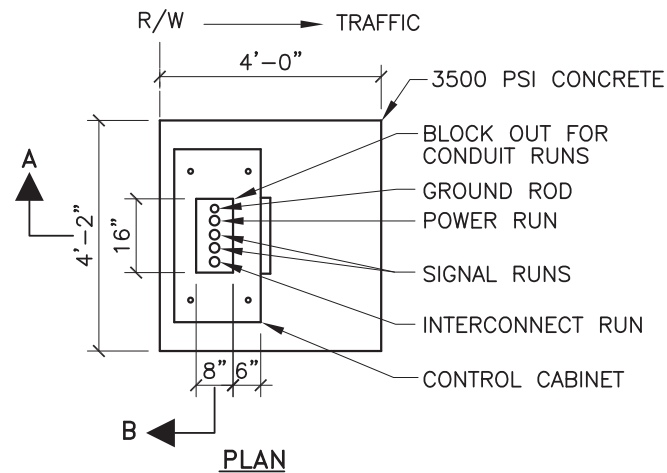 R/W
TRAFFIC
4'-0"
3500 PSI CONCRETE
BLOCK OUT FOR
CONDUIT RUNS
A
GROUND ROD
POWER RUN
4'-2"
16"
SIGNAL RUNS
INTERCONNECT RUN
8"
6"
CONTROL CABINET
B
PLAN